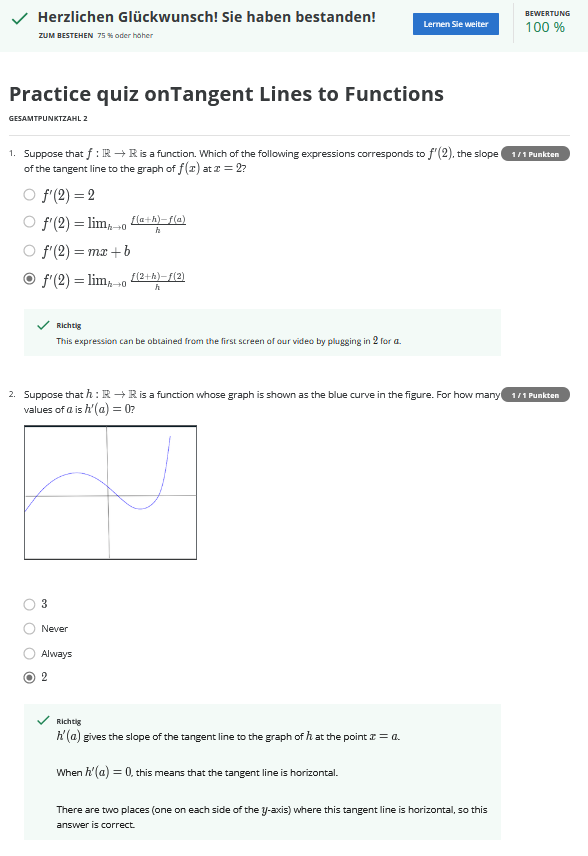 Herzlichen Glückwunsch! Sie haben bestanden!
ZUM BESTEHEN 75 % oder höher
Lernen Sie weiter
BEWERTUNG
100 %
Practice quiz onTangent Lines to Functions
GESAMTPUNKTZAHL 2
1. Suppose that f : ℝ → ℝ is a function. Which of the following expressions corresponds to f′(2), the slope
of the tangent line to the graph of f(x) at x = 2?
1 / 1 Punkten
f′(2) = 2
f′(2) = lim_{h→0} \frac{f(a+h)−f(a)}{h}
f′(2) = mx + b
f′(2) = lim_{h→0} \frac{f(2+h)−f(2)}{h}
Richtig
This expression can be obtained from the first screen of our video by plugging in 2 for a.
2. Suppose that h : ℝ → ℝ is a function whose graph is shown as the blue curve in the figure. For how many
values of a is h′(a) = 0?
1 / 1 Punkten
3
Never
Always
2
Richtig
h′(a) gives the slope of the tangent line to the graph of h at the point x = a.
When h′(a) = 0, this means that the tangent line is horizontal.
There are two places (one on each side of the y-axis) where this tangent line is horizontal, so this
answer is correct.